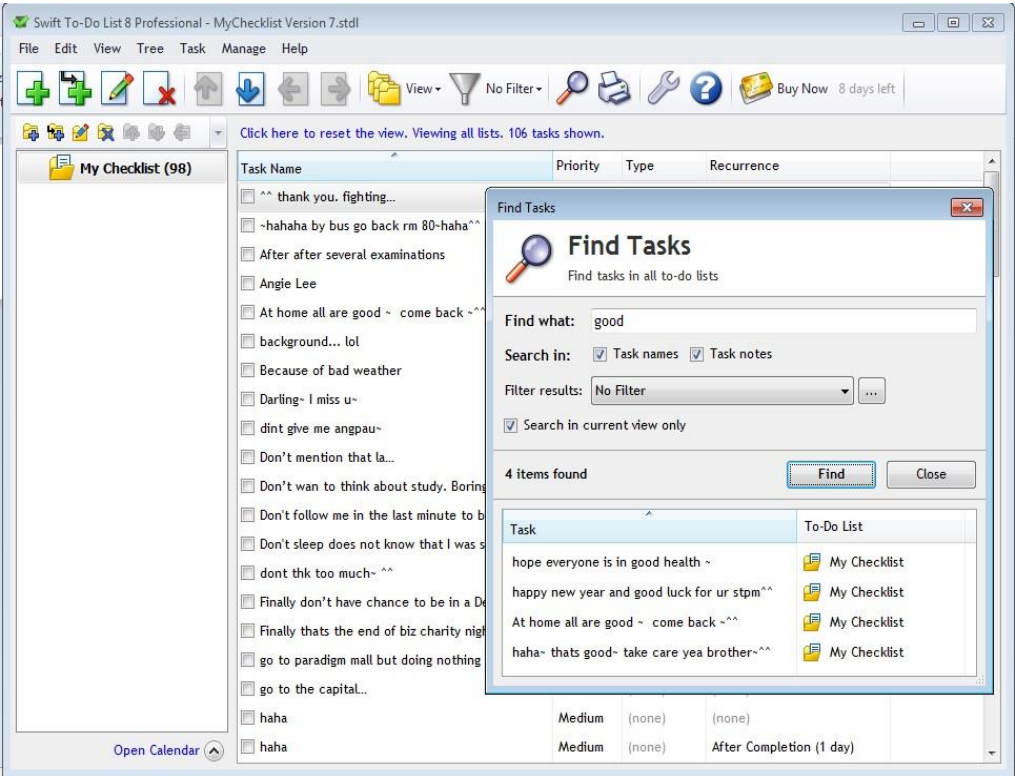 Swift To-Do List 8 Professional - MyChecklist Version 7.stdl
File Edit View Tree Task Manage Help
View No Filter Buy Now 8 days left
Click here to reset the view. Viewing all lists. 106 tasks shown.
My Checklist (98)
Task Name Priority Type Recurrence
^^ thank you. fighting...
~hahaha by bus go back rm 80~haha^^
After after several examinations
Angie Lee
At home all are good ~ come back ~^^
background... lol
Because of bad weather
Darling~ I miss u~
dint give me angpau~
Don't mention that la...
Don't wan to think about study. Boring
Don't follow me in the last minute to b
Don't sleep does not know that I was s
dont thk too much~ ^^
Finally don't have chance to be in a De
Finally thats the end of biz charity nig
go to paradigm mall but doing nothing
go to the capital...
haha Medium (none) (none)
haha Medium (none) After Completion (1 day)
Open Calendar
Find Tasks
Find Tasks
Find tasks in all to-do lists
Find what: good
Search in: Task names Task notes
Filter results: No Filter ...
Search in current view only
4 items found Find Close
Task To-Do List
hope everyone is in good health ~ My Checklist
happy new year and good luck for ur stpm^^ My Checklist
At home all are good ~ come back ~^^ My Checklist
haha~ thats good~ take care yea brother~^^ My Checklist